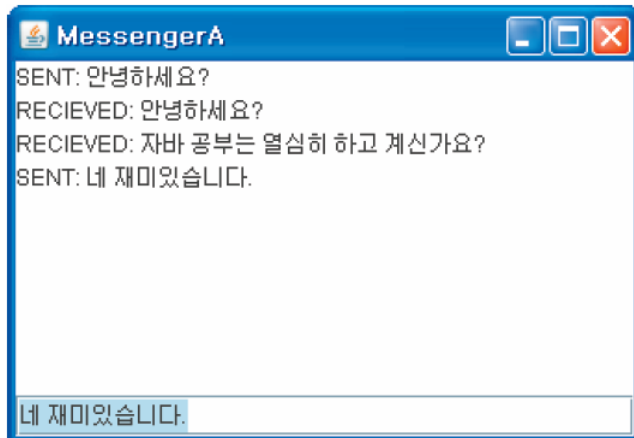 MessengerA
SENT: 안녕하세요?
RECIEVED: 안녕하세요?
RECIEVED: 자바 공부는 열심히 하고 계신가요?
SENT: 네 재미있습니다.
네 재미있습니다.